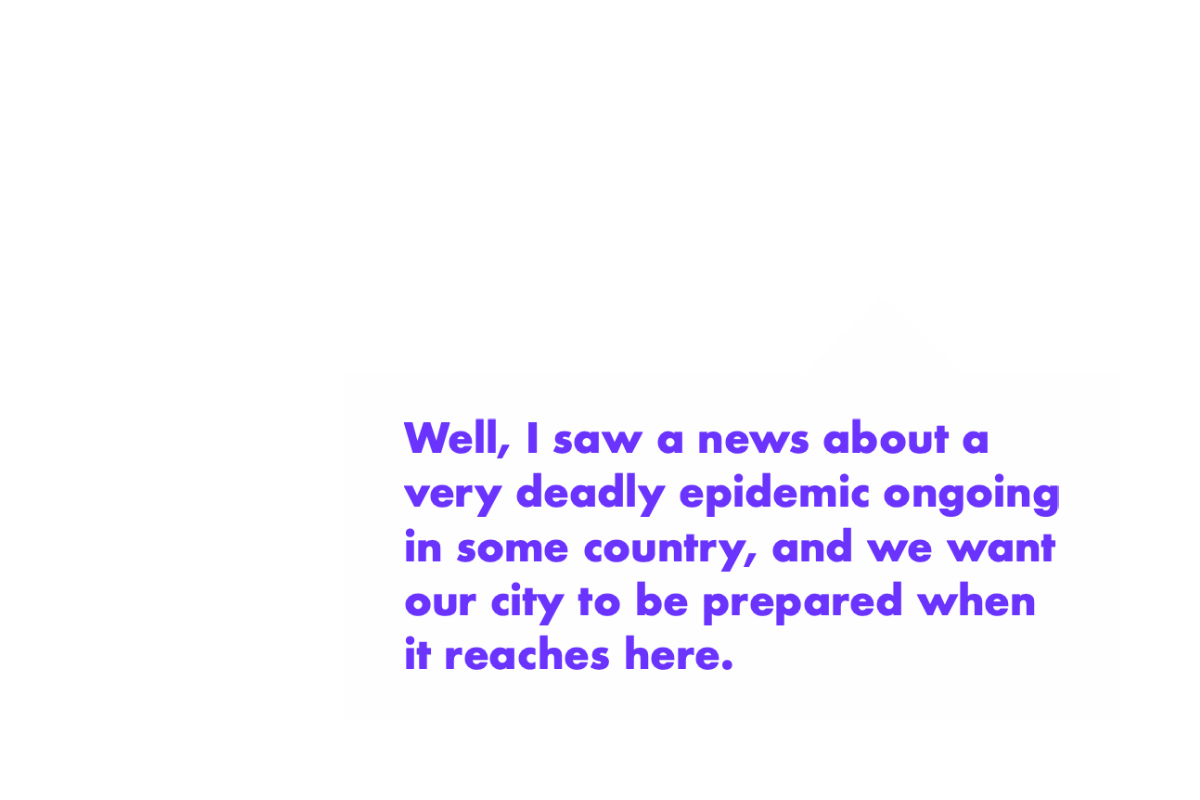 Well, I saw a news about a
very deadly epidemic ongoing
in some country, and we want
our city to be prepared when
it reaches here.